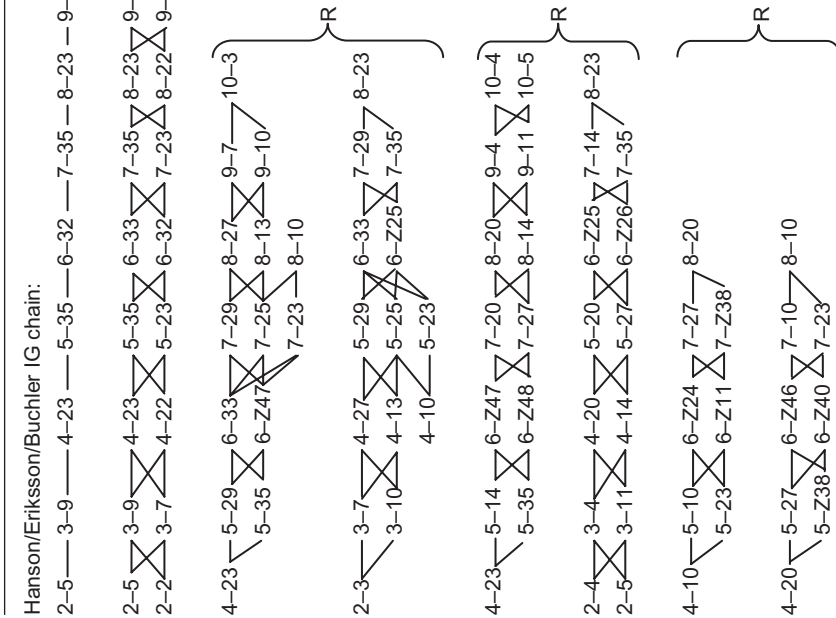 Hanson/Eriksson/Buchler IG chain:
2–5 — 3–9 — 4–23 — 5–35 — 6–32 — 7–35 — 8–23 — 9–
2–5 3–9 4–23 5–35 6–33 7–35 8–23 9–
2–2 3–7 4–22 5–23 6–32 7–23 8–22 9–
4–23 5–29 6–33 7–29 8–27 9–7 10–3
5–35 6–Z47 7–25 8–13 9–10
7–23 8–10
R
2–3 3–7 4–27 5–29 6–33 7–29 8–23
3–10 4–13 5–25 6–Z25 7–35
4–10 5–23
4–23 5–14 6–Z47 7–20 8–20 9–4 10–4
5–35 6–Z48 7–27 8–14 9–11 10–5
R
2–4 3–4 4–20 5–20 6–Z25 7–14 8–23
2–5 3–11 4–14 5–27 6–Z26 7–35
4–10 5–10 6–Z24 7–27 8–20
5–23 6–Z11 7–Z38
R
4–20 5–27 6–Z46 7–10 8–10
5–Z38 6–Z40 7–23